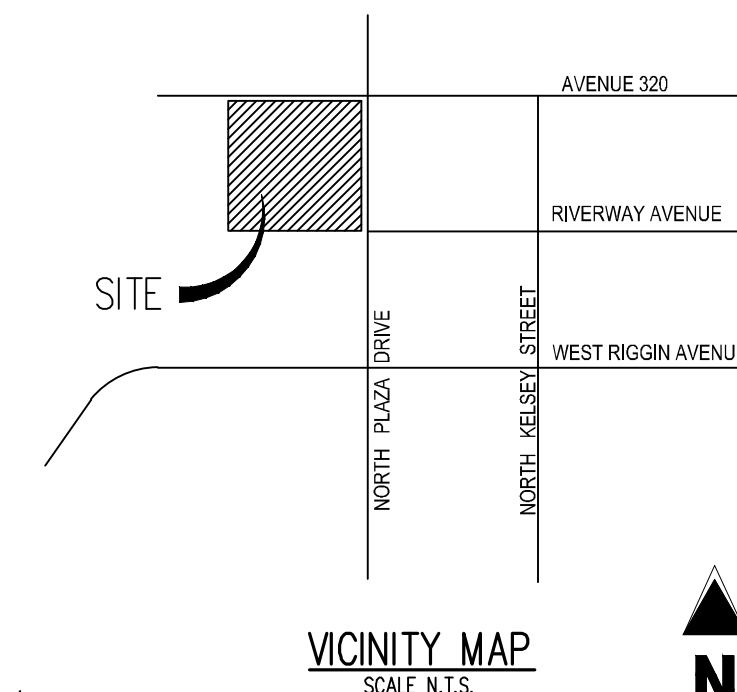 AVENUE 320
RIVERWAY AVENUE
SITE
NORTH PLAZA DRIVE
NORTH KELSEY STREET
WEST RIGGIN AVENU
VICINITY MAP
SCALE N.T.S.
N